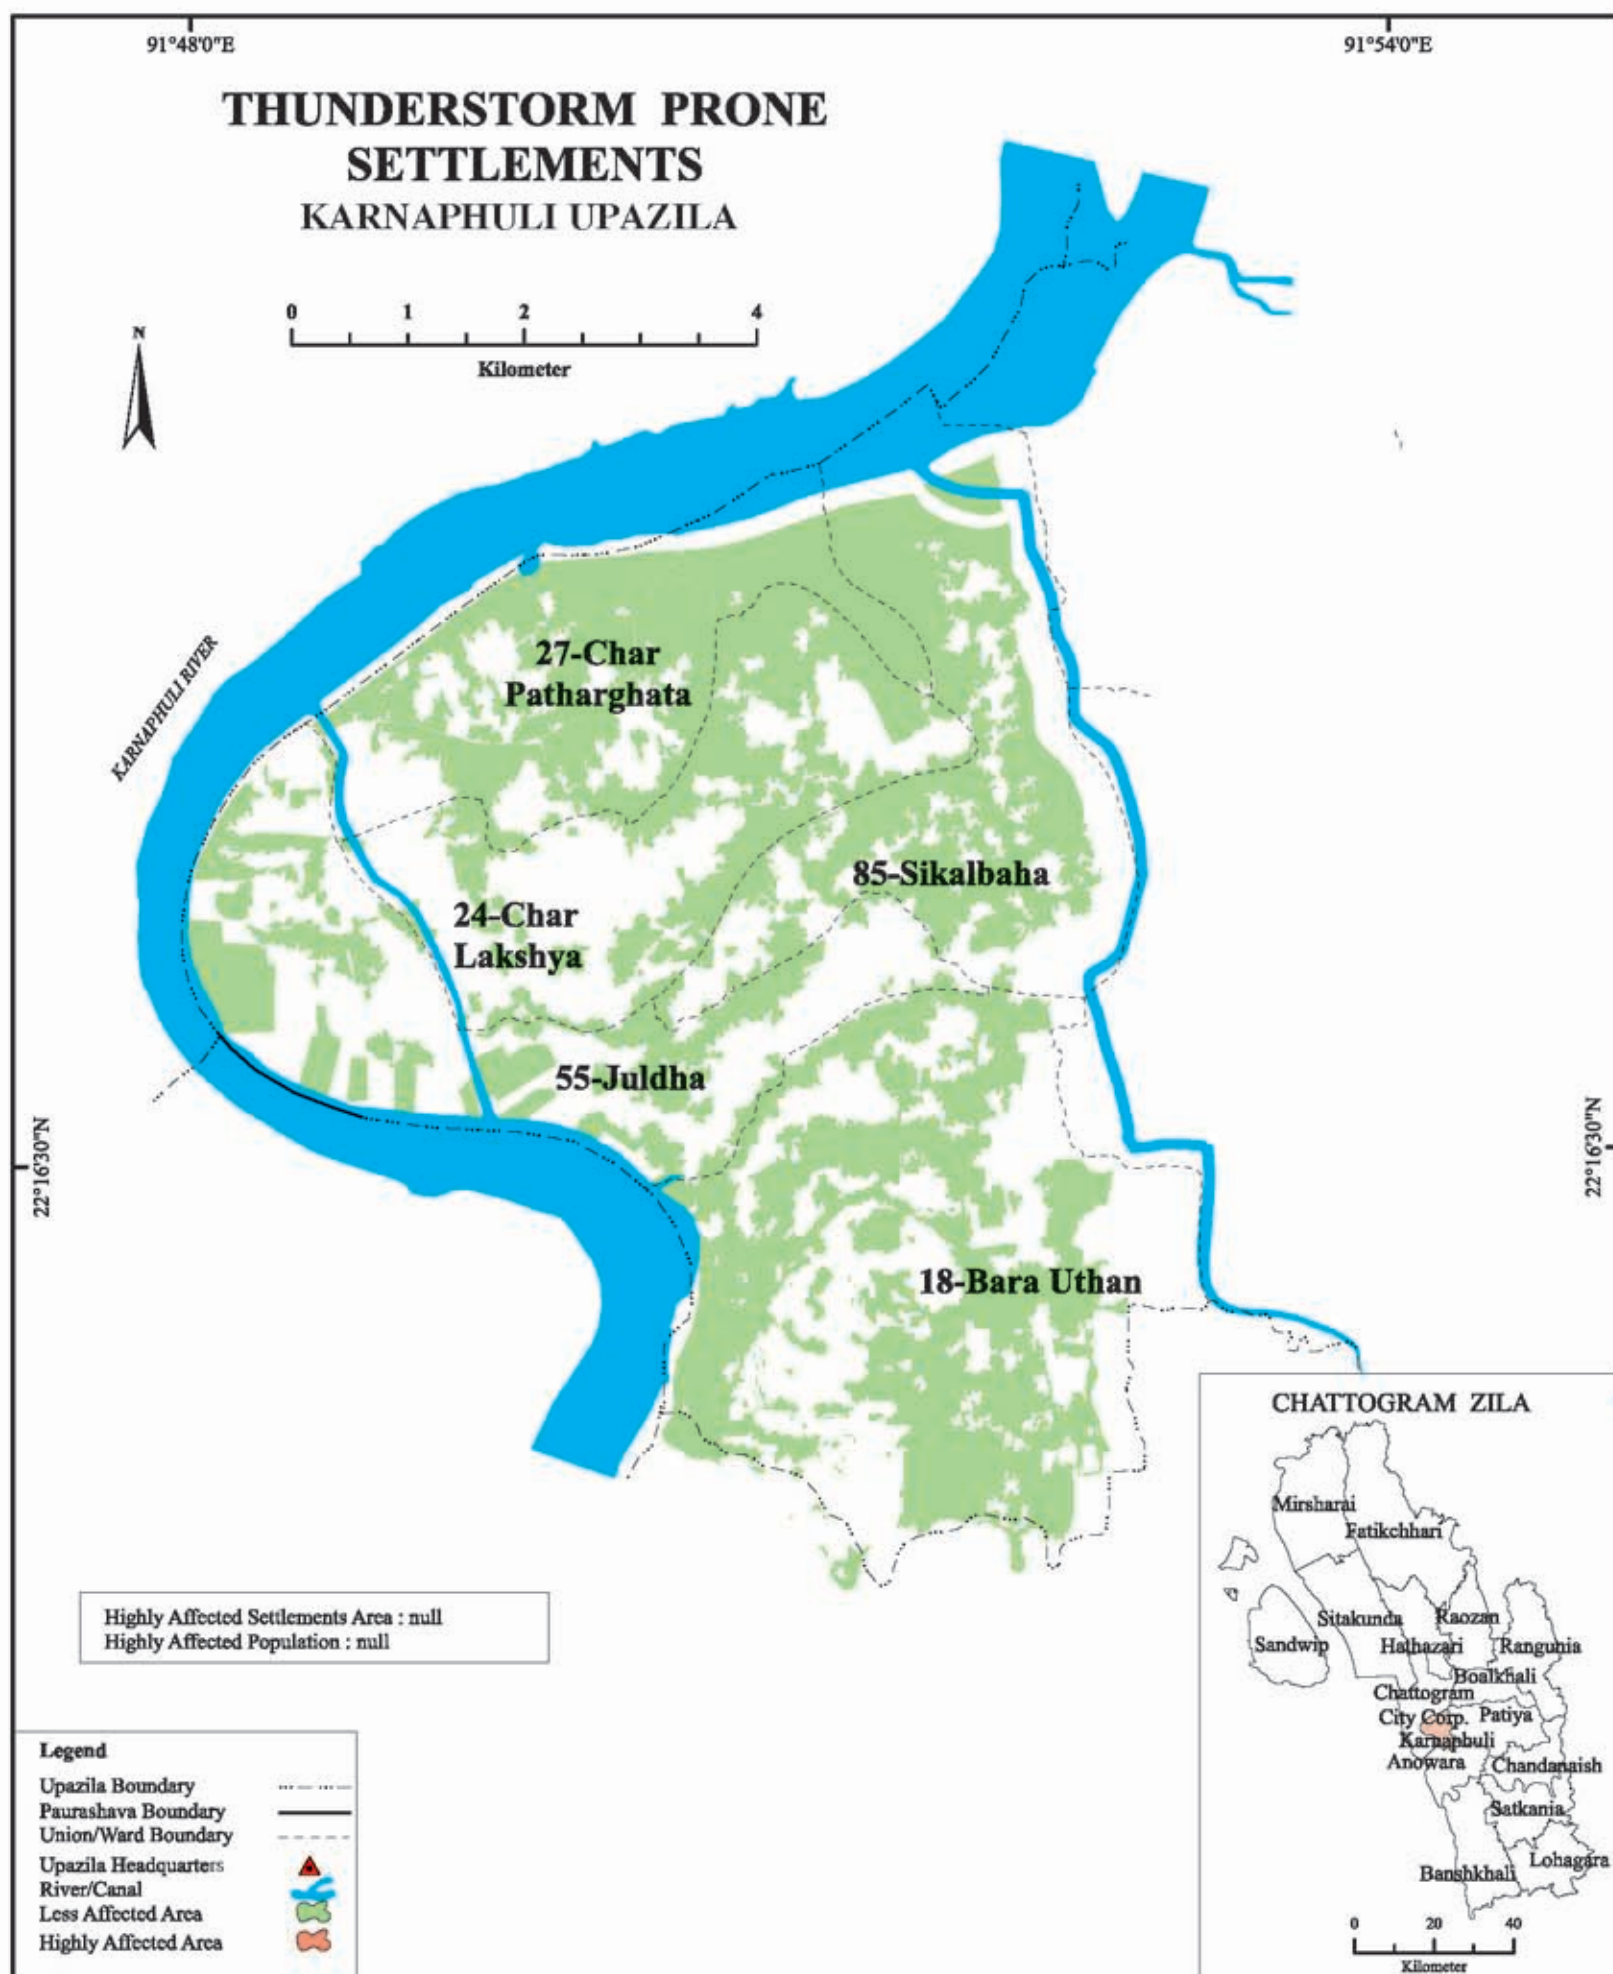 91°48'0"E
91°54'0"E
THUNDERSTORM PRONE
SETTLEMENTS
KARNAPHULI UPAZILA
0 1 2 4
Kilometer
N
KARNAPHULI RIVER
27-Char
Patharghata
85-Sikalbaha
24-Char
Lakshya
55-Juldha
18-Bara Uthan
22°16'30"N
22°16'30"N
Highly Affected Settlements Area : null
Highly Affected Population : null
Legend
Upazila Boundary
Paurashava Boundary
Union/Ward Boundary
Upazila Headquarters
River/Canal
Less Affected Area
Highly Affected Area
CHATTOGRAM ZILA
Mirsharai
Fatikchhari
Sitakunda
Raozan
Sandwip
Hathazari
Rangunia
Boalkhali
Chattogram
City Corp.
Patiya
Karnaphuli
Anowara
Chandanaish
Satkania
Lohagara
Banshkhali
0 20 40
Kilometer